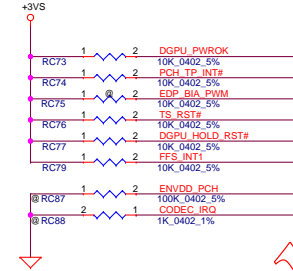 +3VS
1 2 DGPU_PWROK
RC73 10K_0402_5%
1 2 PCH_TP_INT#
RC74 10K_0402_5%
1 @ 2 EDP_BIA_PWM
RC75 10K_0402_5%
1 2 TS_RST#
RC76 10K_0402_5%
1 2 DGPU_HOLD_RST#
RC77 10K_0402_5%
1 2 FFS_INT1
RC79 10K_0402_5%
1 2 ENVDD_PCH
@ RC87 100K_0402_5%
2 1 CODEC_IRQ
@ RC88 1K_0402_1%